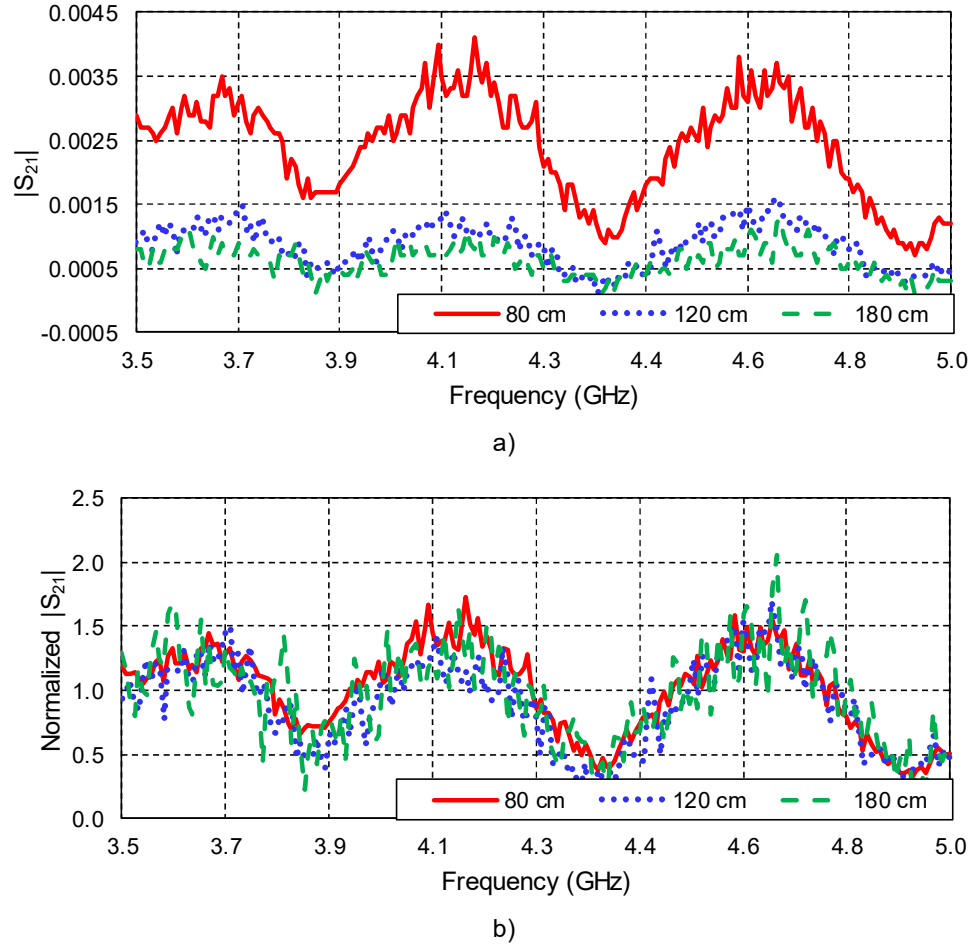 0.0045
0.0035
0.0025
0.0015
0.0005
-0.0005
|S21|
80 cm 120 cm 180 cm
3.5 3.7 3.9 4.1 4.3 4.4 4.6 4.8 5.0
Frequency (GHz)
a)
2.5
2.0
1.5
1.0
0.5
0.0
Normalized |S21|
80 cm 120 cm 180 cm
3.5 3.7 3.9 4.1 4.3 4.4 4.6 4.8 5.0
Frequency (GHz)
b)